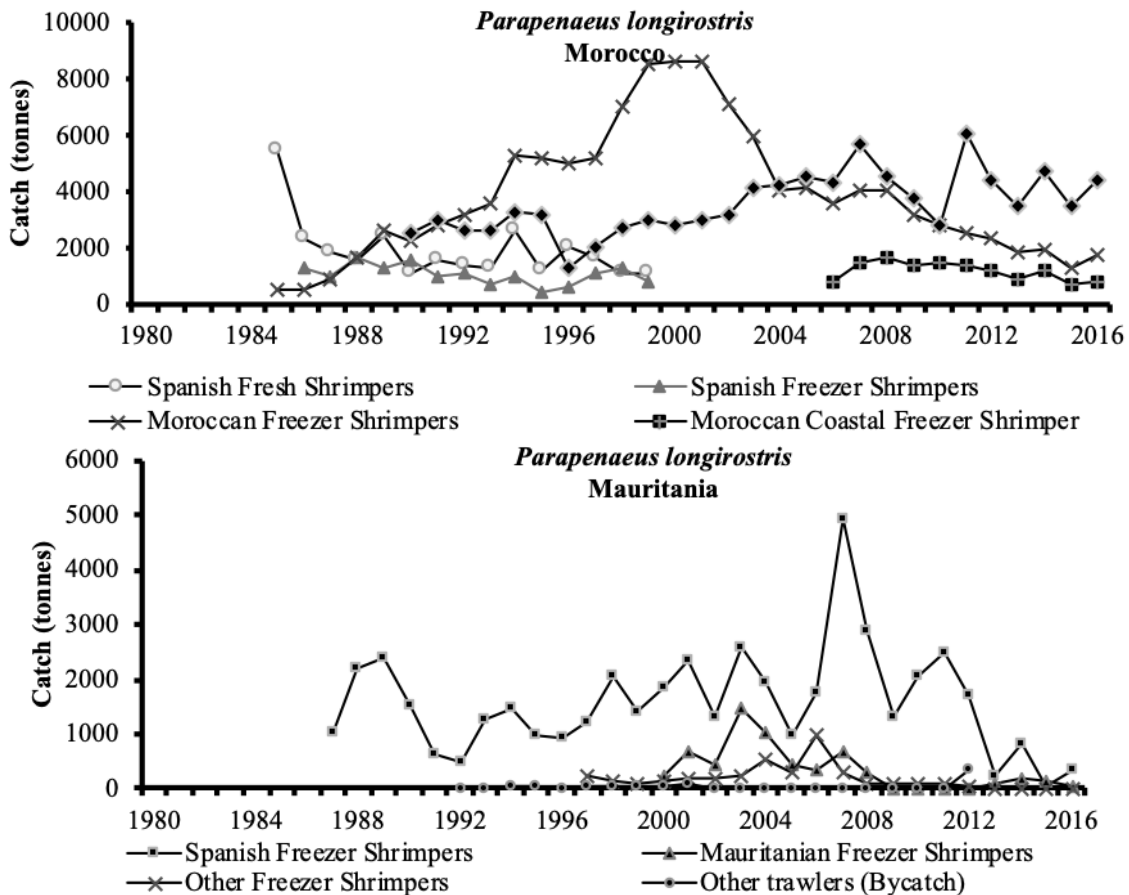 Parapenaeus longirostris
Morocco
Catch (tonnes)
10000
8000
6000
4000
2000
0
1980 1984 1988 1992 1996 2000 2004 2008 2012 2016
Spanish Fresh Shrimpers Spanish Freezer Shrimpers
Moroccan Freezer Shrimpers Moroccan Coastal Freezer Shrimper
Parapenaeus longirostris
Mauritania
Catch (tonnes)
6000
5000
4000
3000
2000
1000
0
1980 1984 1988 1992 1996 2000 2004 2008 2012 2016
Spanish Freezer Shrimpers Mauritanian Freezer Shrimpers
Other Freezer Shrimpers Other trawlers (Bycatch)